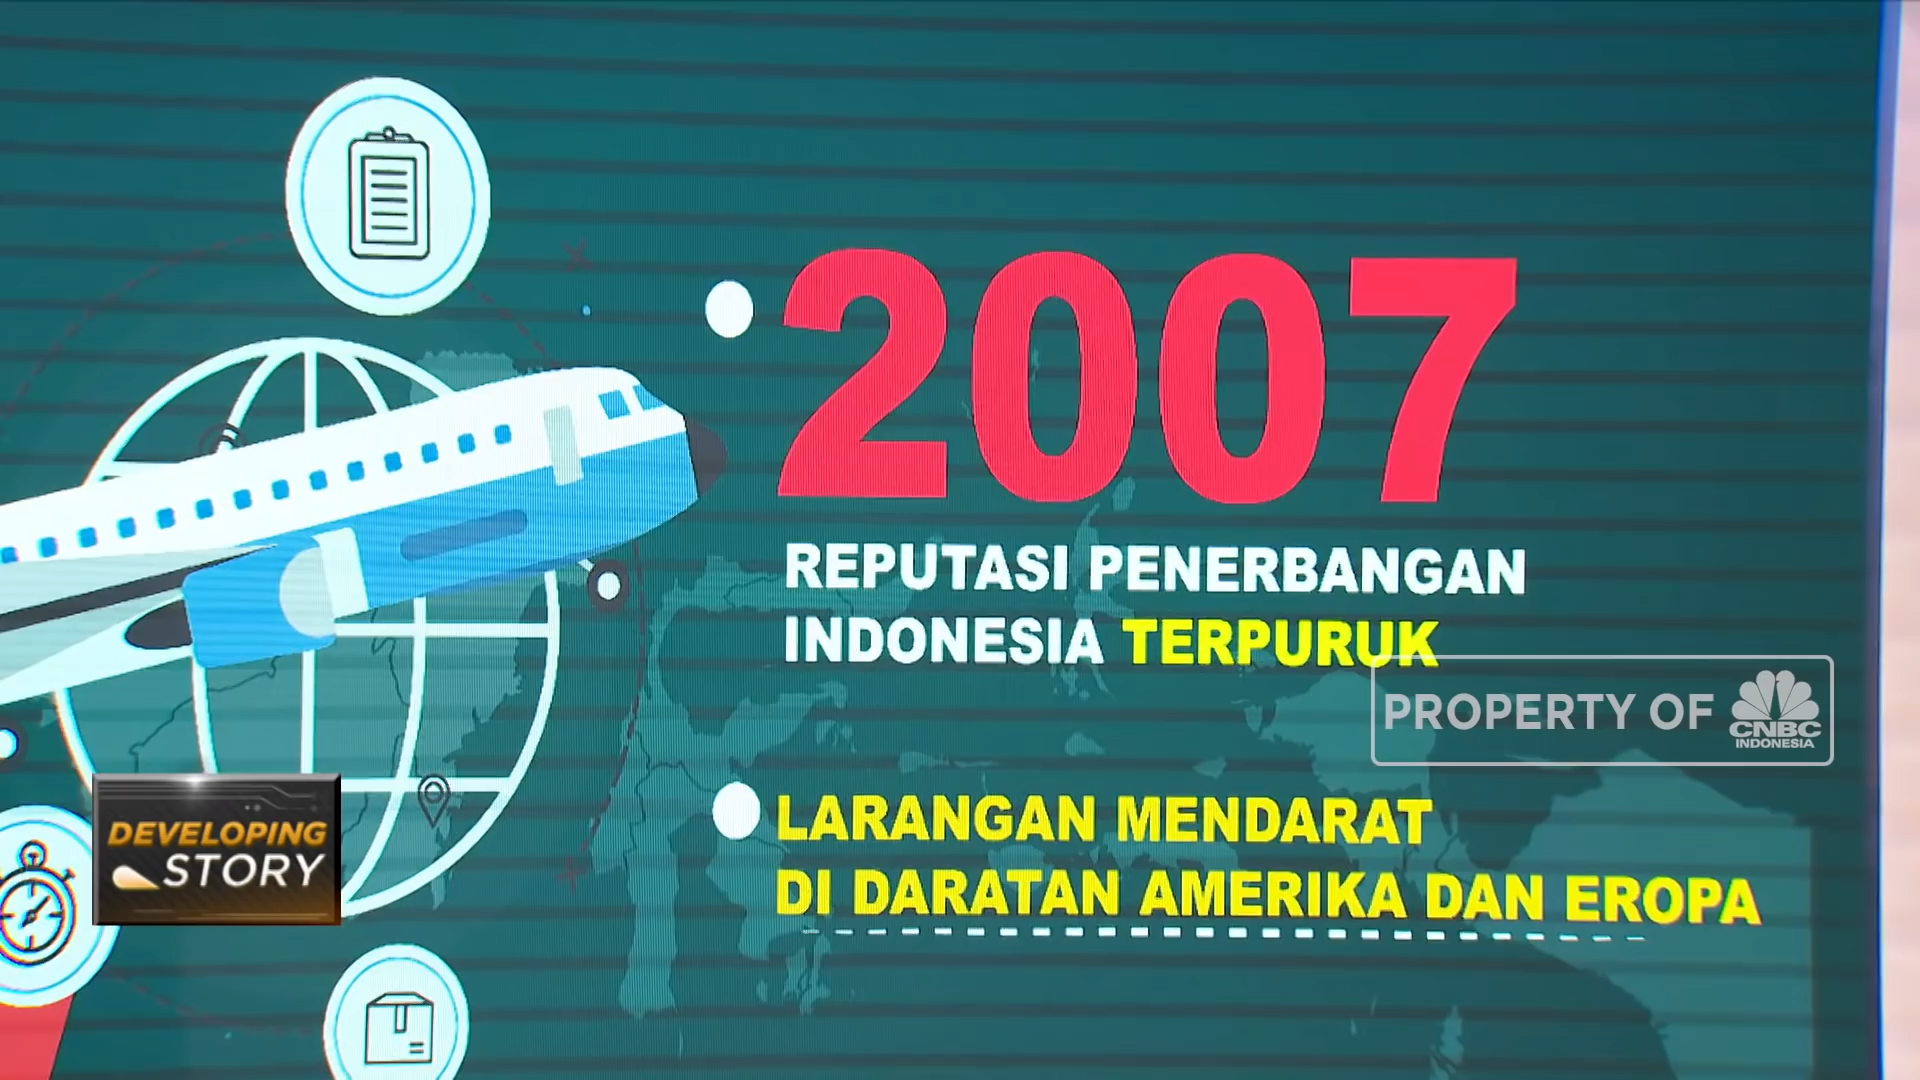 2007
REPUTASI PENERBANGAN
INDONESIA TERPURUK
PROPERTY OF CNBC
INDONESIA
LARANGAN MENDARAT
DI DARATAN AMERIKA DAN EROPA
DEVELOPING
STORY